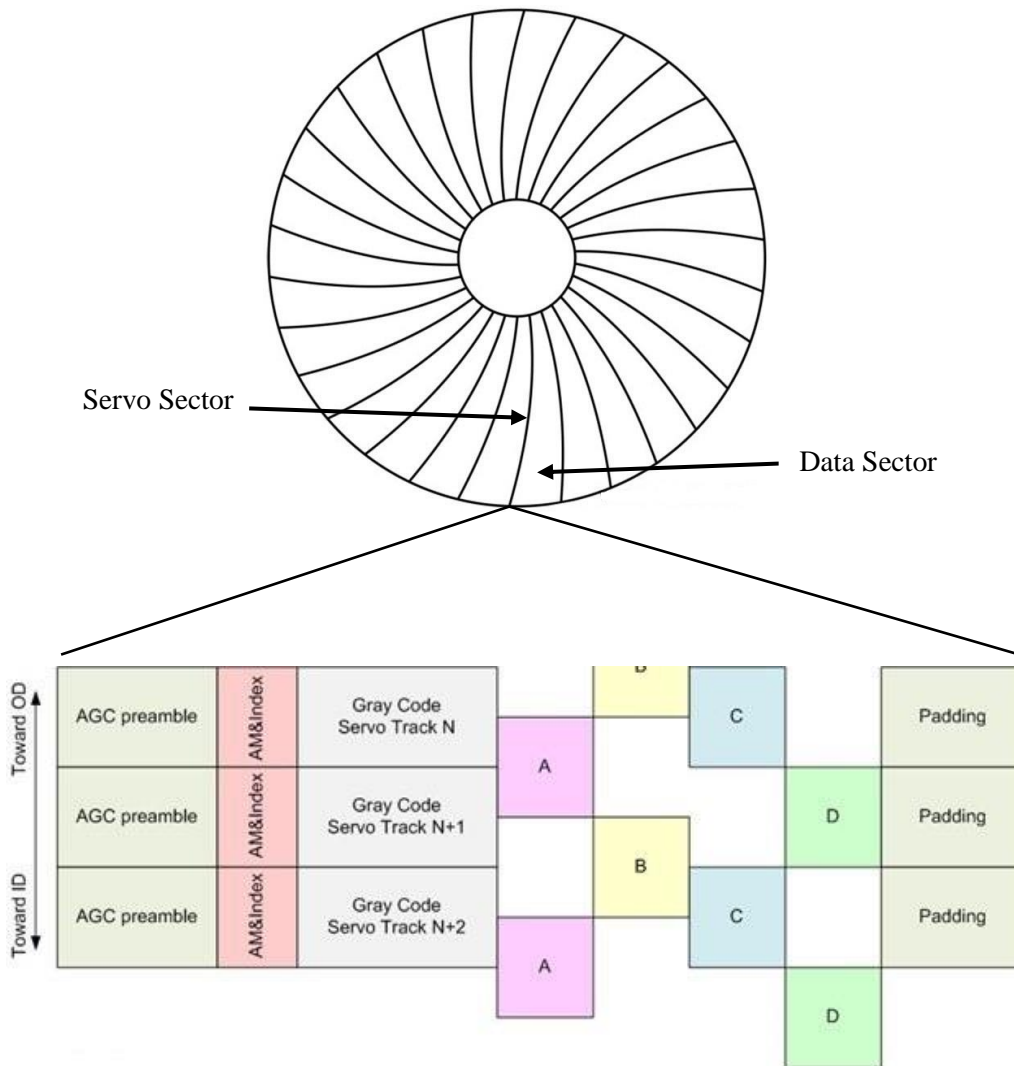 Servo Sector
Data Sector
Toward OD
Toward ID
AGC preamble
AM&Index
Gray Code
Servo Track N
A
B
C
Padding
AGC preamble
AM&Index
Gray Code
Servo Track N+1
B
D
Padding
AGC preamble
AM&Index
Gray Code
Servo Track N+2
A
C
Padding
D